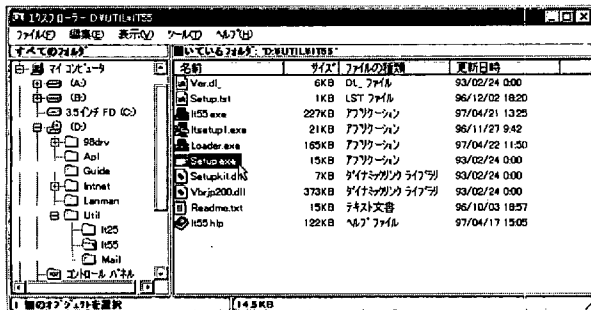 エクスプローラー - D:¥UTIL¥IT55
ファイル(F) 編集(E) 表示(V) ツール(T) ヘルプ(H)
すべてのフォルダ 開いているフォルダ: 'D:¥UTIL¥IT55'
マイ コンピュータ
(A:)
(B:)
3.5インチ FD (C:)
(D:)
98drv
Apl
Guide
Intnet
Lanman
Util
It25
It55
Mail
コントロール パネル
名前 サイズ ファイルの種類 更新日時
Ver.dl_ 6KB DL_ ファイル 93/02/24 0:00
Setup.lst 1KB LST ファイル 96/12/02 18:20
It55.exe 227KB アプリケーション 97/04/21 13:25
Itsetup1.exe 21KB アプリケーション 96/11/27 9:42
Loader.exe 165KB アプリケーション 97/04/22 11:50
Setup.exe 15KB アプリケーション 93/02/24 0:00
Setupkit.dll 7KB ダイナミックリンク ライブラリ 93/02/24 0:00
Vbrjp200.dll 373KB ダイナミックリンク ライブラリ 93/02/24 0:00
Readme.txt 15KB テキスト文書 96/10/03 18:57
It55.hlp 122KB ヘルプ ファイル 97/04/17 15:05
1 個のオブジェクトを選択 14.5KB